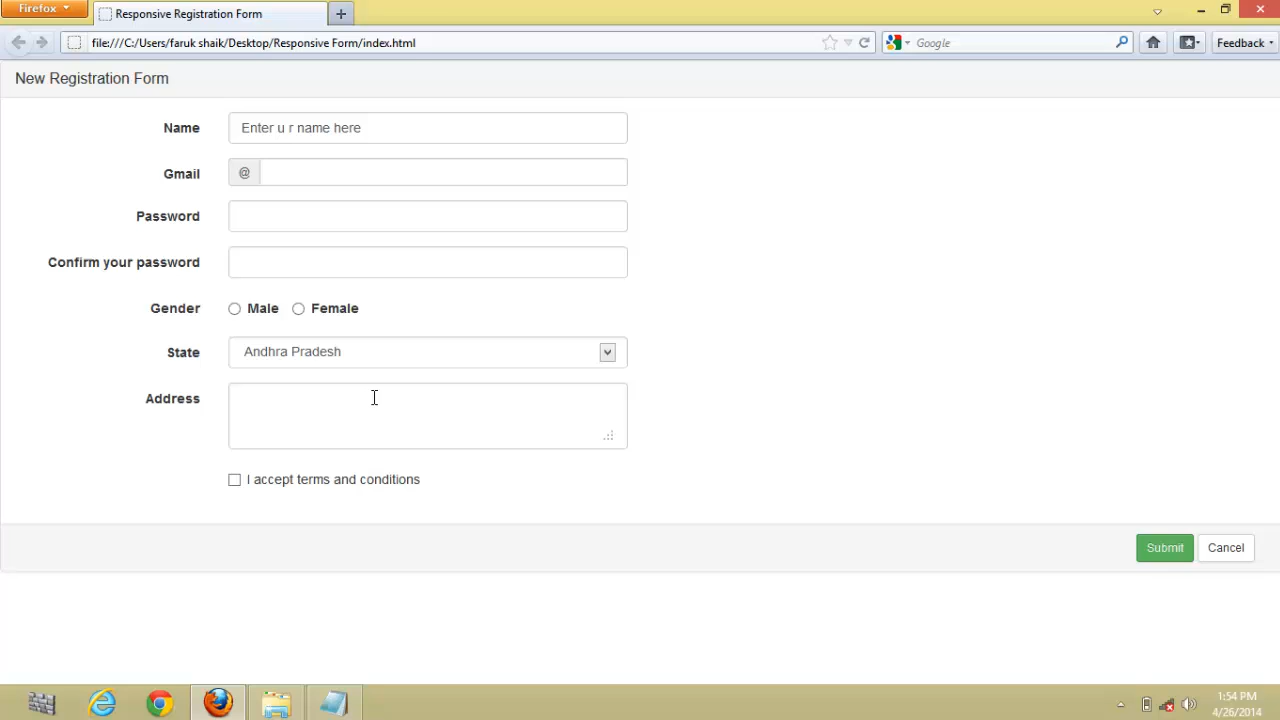 Firefox
Responsive Registration Form
file:///C:/Users/faruk shaik/Desktop/Responsive Form/index.html
Google
Feedback
New Registration Form
Name
Enter u r name here
Gmail
@
Password
Confirm your password
Gender
Male
Female
State
Andhra Pradesh
Address
I accept terms and conditions
Submit
Cancel
1:54 PM
4/26/2014